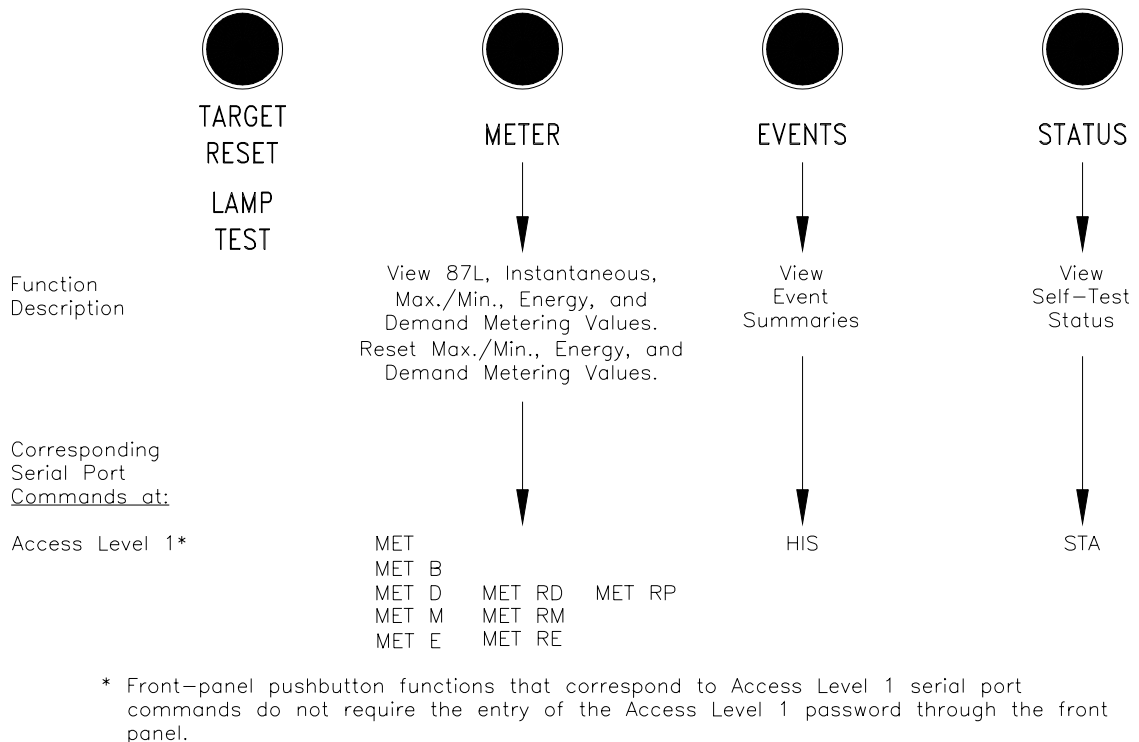 TARGET
RESET
LAMP
TEST
METER
EVENTS
STATUS
Function
Description
View 87L, Instantaneous,
Max./Min., Energy, and
Demand Metering Values.
Reset Max./Min., Energy, and
Demand Metering Values.
View
Event
Summaries
View
Self-Test
Status
Corresponding
Serial Port
Commands at:
Access Level 1*
MET
MET B
MET D MET RD MET RP
MET M MET RM
MET E MET RE
HIS
STA
* Front-panel pushbutton functions that correspond to Access Level 1 serial port
commands do not require the entry of the Access Level 1 password through the front
panel.